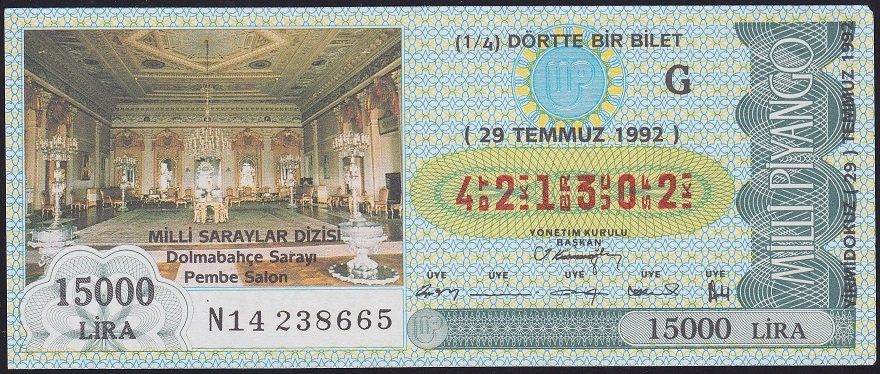 MİLLİ SARAYLAR DİZİSİ
Dolmabahçe Sarayı
Pembe Salon
15000
LİRA
N14 238665
(1/4) DÖRTTE BİR BİLET
MP
G
( 29 TEMMUZ 1992 )
4 2 1 3 0 2
YÖNETİM KURULU
BAŞKAN
ÜYE ÜYE ÜYE ÜYE ÜYE
MP
15000 LİRA
MİLLİ PİYANGO
YİRMİDOKUZ ( 29 ) TEMMUZ 1992